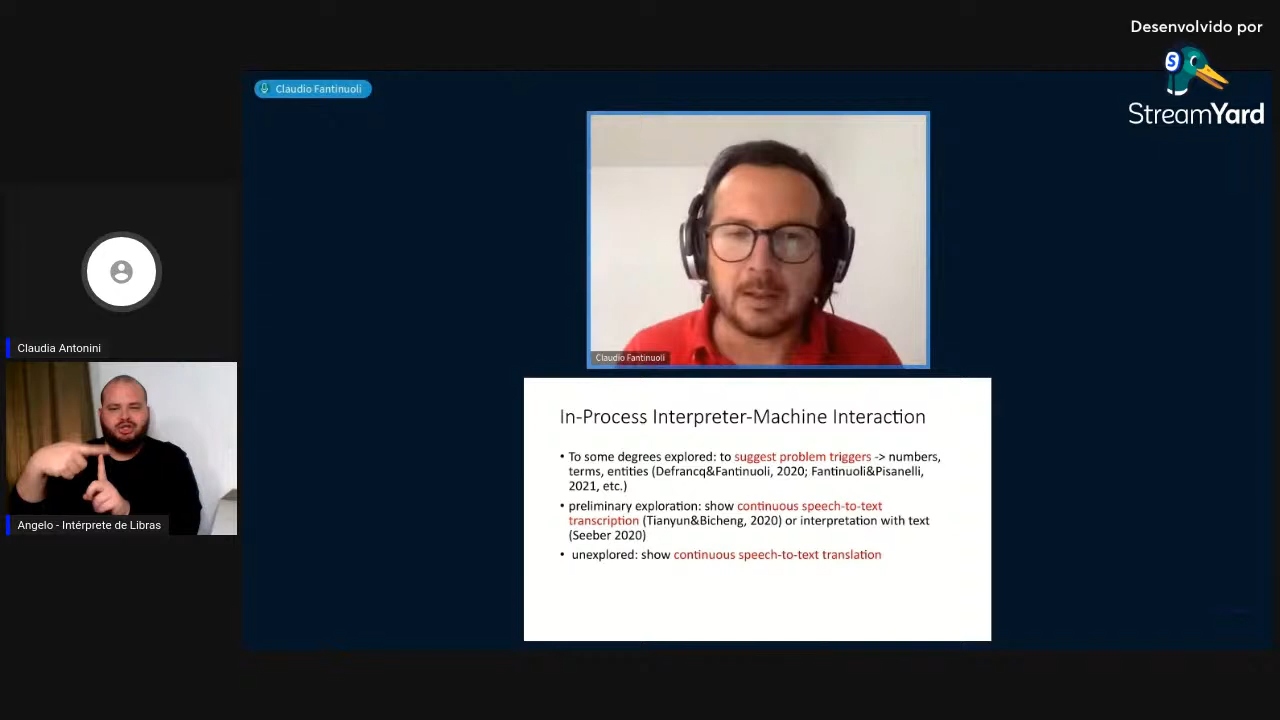 Desenvolvido por
StreamYard
Claudio Fantinuoli
Claudio Fantinuoli
Claudia Antonini
Angelo - Intérprete de Libras
In-Process Interpreter-Machine Interaction
• To some degrees explored: to suggest problem triggers -> numbers,
terms, entities (Defrancq&Fantinuoli, 2020; Fantinuoli&Pisanelli,
2021, etc.)
• preliminary exploration: show continuous speech-to-text
transcription (Tianyun&Bicheng, 2020) or interpretation with text
(Seeber 2020)
• unexplored: show continuous speech-to-text translation